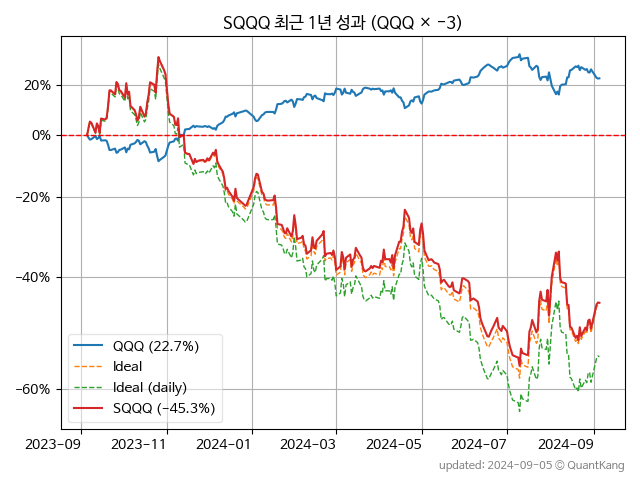 SQQQ 최근 1년 성과 (QQQ × −3)
20%
0%
−20%
−40%
−60%
QQQ (22.7%)
Ideal
Ideal (daily)
SQQQ (−45.3%)
2023-09 2023-11 2024-01 2024-03 2024-05 2024-07 2024-09
updated: 2024-09-05 © QuantKang